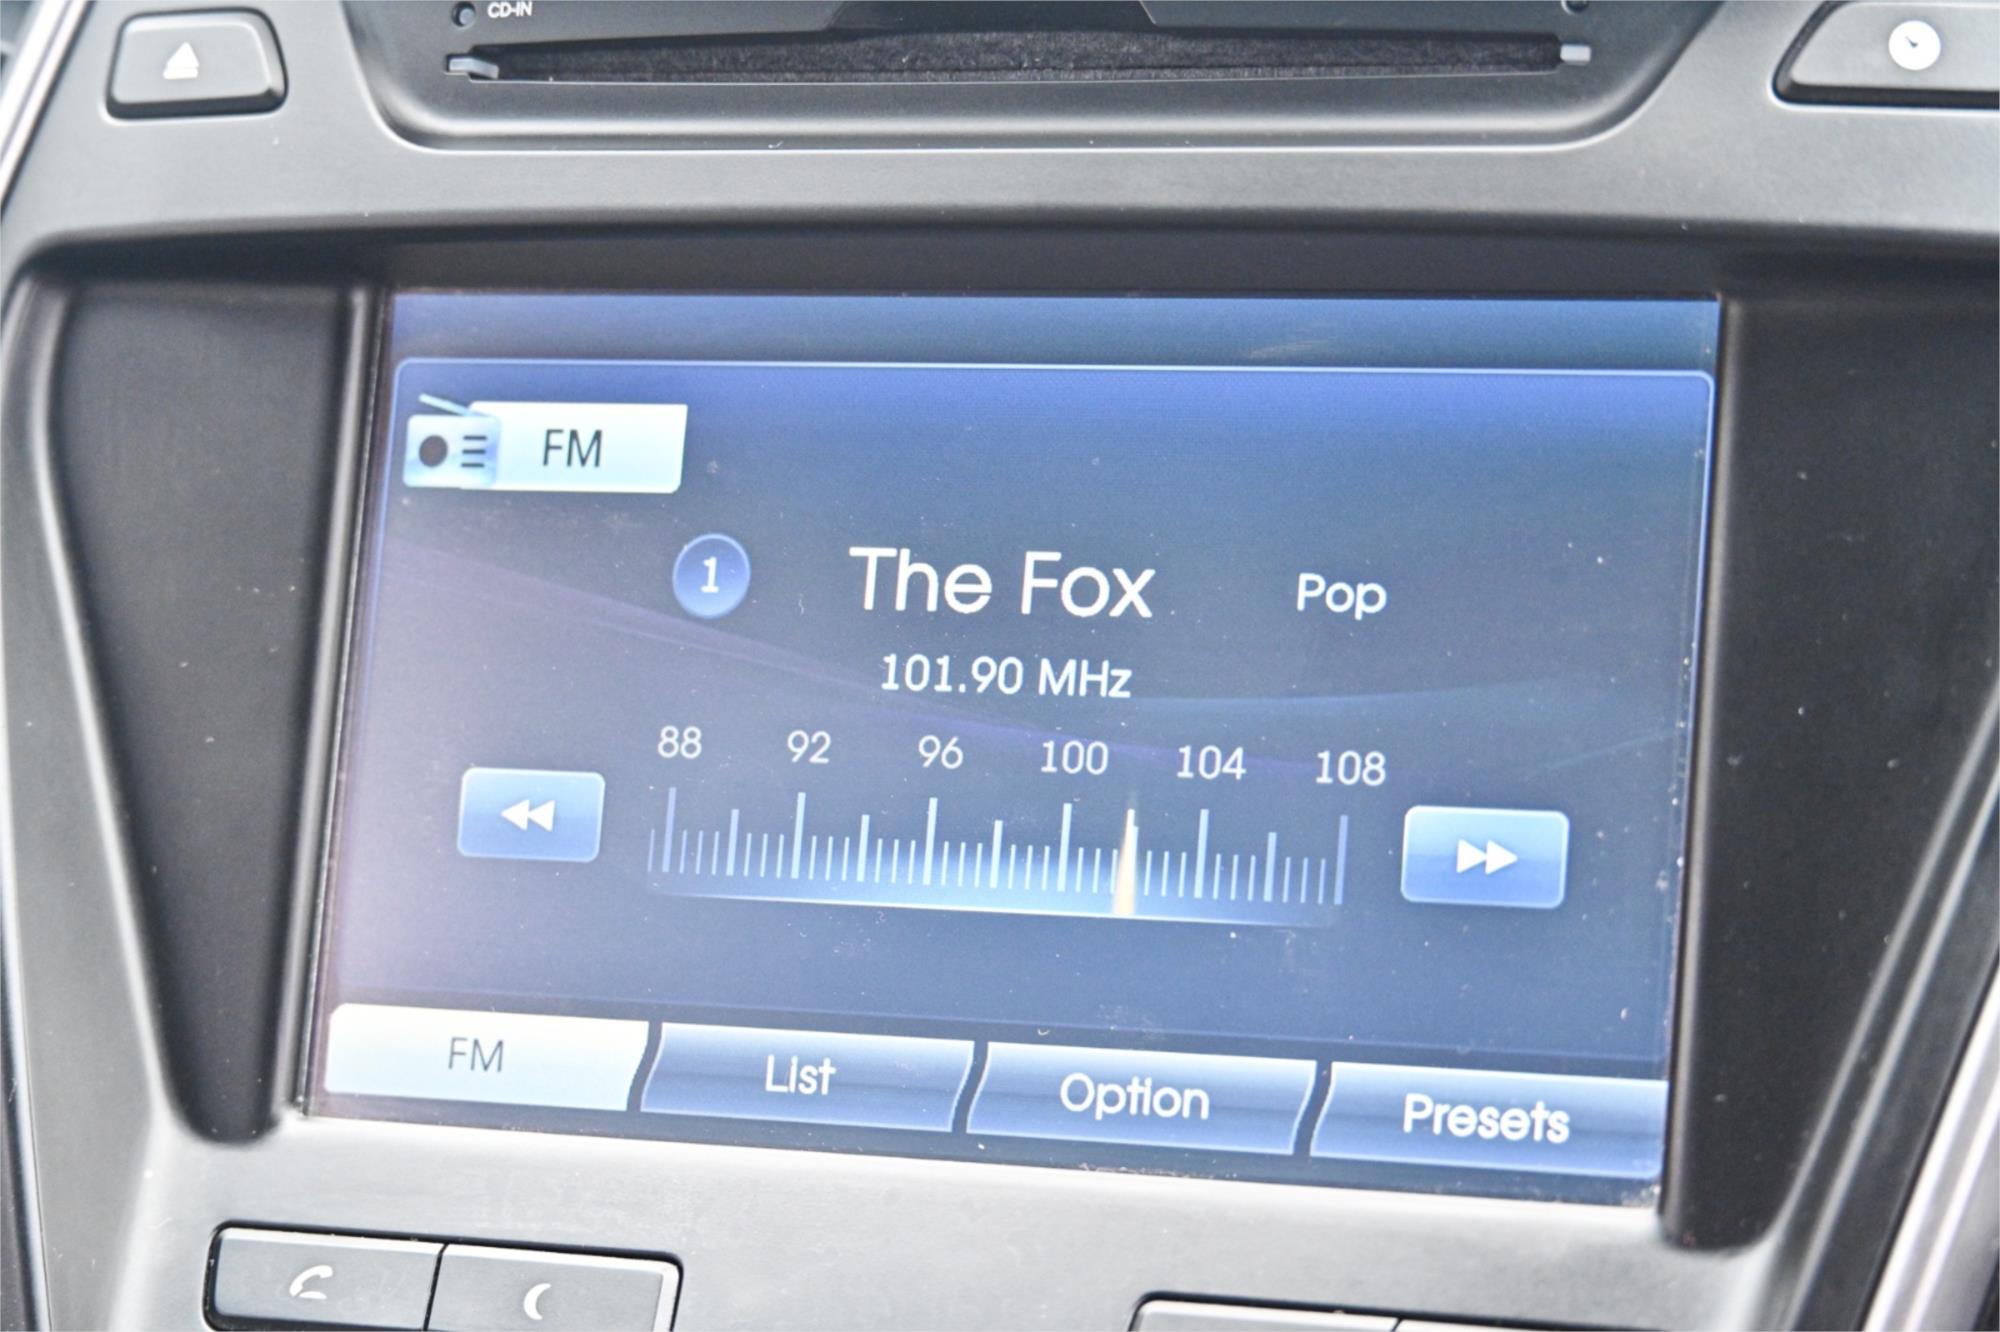 CD-IN
FM
1 The Fox Pop
101.90 MHz
88 92 96 100 104 108
FM List Option Presets